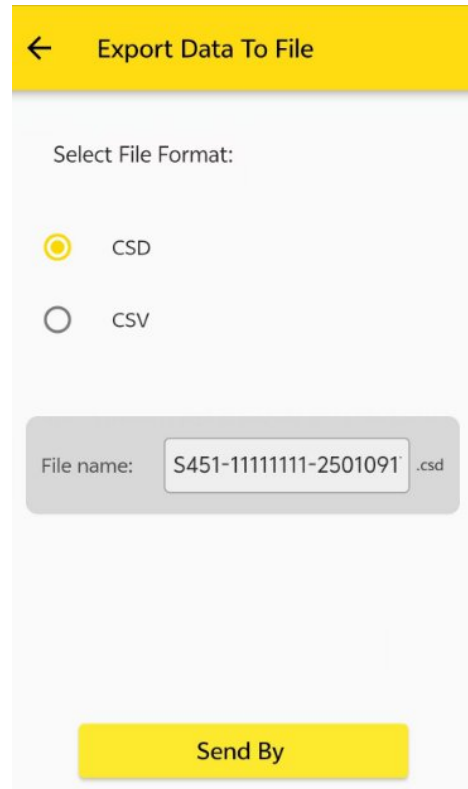 Export Data To File
Select File Format:
CSD
CSV
File name: S451-11111111-2501091 .csd
Send By